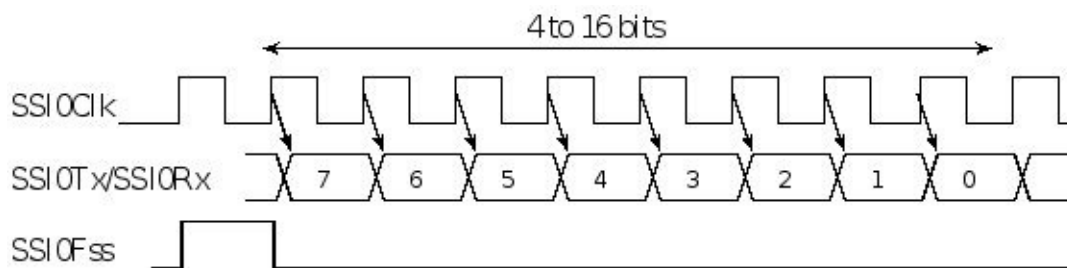 4 to 16 bits
SSI0Clk
SSI0Tx/SSI0Rx 7 6 5 4 3 2 1 0
SSI0Fss